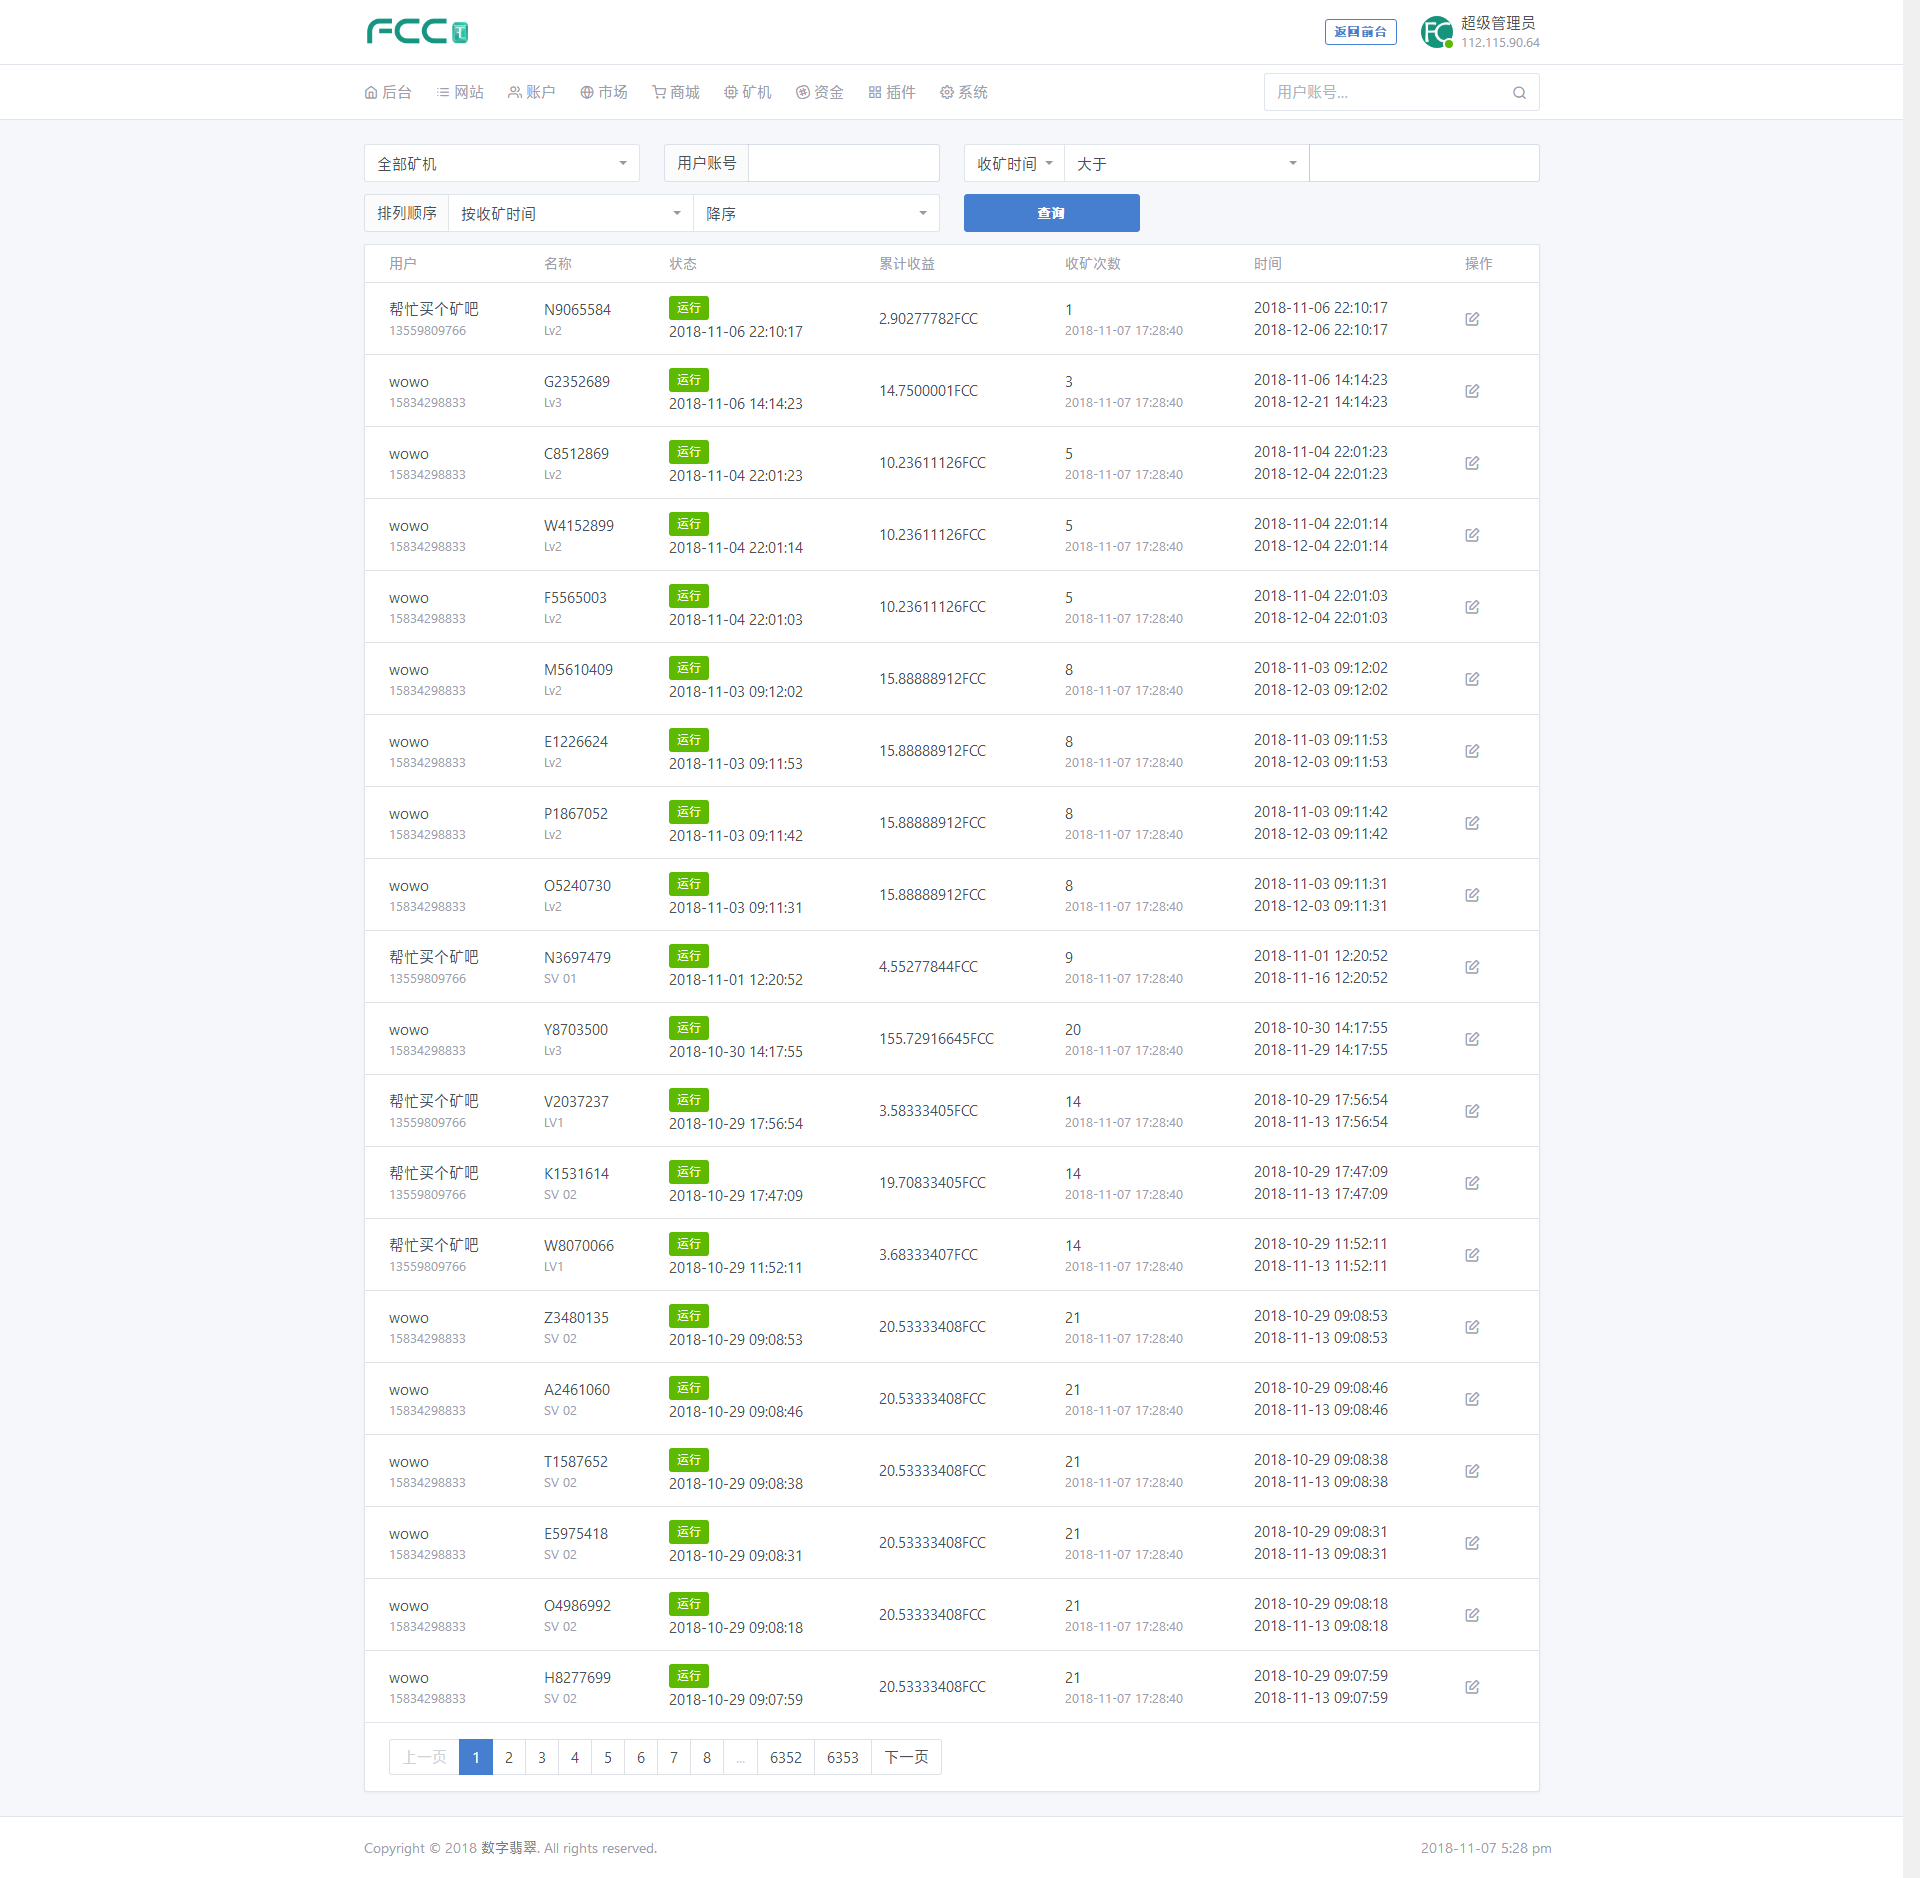 FCC
返回前台
超级管理员
112.115.90.64
后台 网站 账户 市场 商城 矿机 资金 插件 系统
用户账号...
全部矿机 用户账号 收矿时间 大于
排列顺序 按收矿时间 降序 查询
用户 名称 状态 累计收益 收矿次数 时间 操作
帮忙买个矿吧 N9065584 运行 2.90277782FCC 1 2018-11-06 22:10:17
13559809766 Lv2 2018-11-06 22:10:17 2018-11-07 17:28:40 2018-12-06 22:10:17
wowo G2352689 运行 14.7500001FCC 3 2018-11-06 14:14:23
15834298833 Lv3 2018-11-06 14:14:23 2018-11-07 17:28:40 2018-12-21 14:14:23
wowo C8512869 运行 10.23611126FCC 5 2018-11-04 22:01:23
15834298833 Lv2 2018-11-04 22:01:23 2018-11-07 17:28:40 2018-12-04 22:01:23
wowo W4152899 运行 10.23611126FCC 5 2018-11-04 22:01:14
15834298833 Lv2 2018-11-04 22:01:14 2018-11-07 17:28:40 2018-12-04 22:01:14
wowo F5565003 运行 10.23611126FCC 5 2018-11-04 22:01:03
15834298833 Lv2 2018-11-04 22:01:03 2018-11-07 17:28:40 2018-12-04 22:01:03
wowo M5610409 运行 15.88888912FCC 8 2018-11-03 09:12:02
15834298833 Lv2 2018-11-03 09:12:02 2018-11-07 17:28:40 2018-12-03 09:12:02
wowo E1226624 运行 15.88888912FCC 8 2018-11-03 09:11:53
15834298833 Lv2 2018-11-03 09:11:53 2018-11-07 17:28:40 2018-12-03 09:11:53
wowo P1867052 运行 15.88888912FCC 8 2018-11-03 09:11:42
15834298833 Lv2 2018-11-03 09:11:42 2018-11-07 17:28:40 2018-12-03 09:11:42
wowo O5240730 运行 15.88888912FCC 8 2018-11-03 09:11:31
15834298833 Lv2 2018-11-03 09:11:31 2018-11-07 17:28:40 2018-12-03 09:11:31
帮忙买个矿吧 N3697479 运行 4.55277844FCC 9 2018-11-01 12:20:52
13559809766 SV 01 2018-11-01 12:20:52 2018-11-07 17:28:40 2018-11-16 12:20:52
wowo Y8703500 运行 155.72916645FCC 20 2018-10-30 14:17:55
15834298833 Lv3 2018-10-30 14:17:55 2018-11-07 17:28:40 2018-11-29 14:17:55
帮忙买个矿吧 V2037237 运行 3.58333405FCC 14 2018-10-29 17:56:54
13559809766 LV1 2018-10-29 17:56:54 2018-11-07 17:28:40 2018-11-13 17:56:54
帮忙买个矿吧 K1531614 运行 19.70833405FCC 14 2018-10-29 17:47:09
13559809766 SV 02 2018-10-29 17:47:09 2018-11-07 17:28:40 2018-11-13 17:47:09
帮忙买个矿吧 W8070066 运行 3.68333407FCC 14 2018-10-29 11:52:11
13559809766 LV1 2018-10-29 11:52:11 2018-11-07 17:28:40 2018-11-13 11:52:11
wowo Z3480135 运行 20.53333408FCC 21 2018-10-29 09:08:53
15834298833 SV 02 2018-10-29 09:08:53 2018-11-07 17:28:40 2018-11-13 09:08:53
wowo A2461060 运行 20.53333408FCC 21 2018-10-29 09:08:46
15834298833 SV 02 2018-10-29 09:08:46 2018-11-07 17:28:40 2018-11-13 09:08:46
wowo T1587652 运行 20.53333408FCC 21 2018-10-29 09:08:38
15834298833 SV 02 2018-10-29 09:08:38 2018-11-07 17:28:40 2018-11-13 09:08:38
wowo E5975418 运行 20.53333408FCC 21 2018-10-29 09:08:31
15834298833 SV 02 2018-10-29 09:08:31 2018-11-07 17:28:40 2018-11-13 09:08:31
wowo O4986992 运行 20.53333408FCC 21 2018-10-29 09:08:18
15834298833 SV 02 2018-10-29 09:08:18 2018-11-07 17:28:40 2018-11-13 09:08:18
wowo H8277699 运行 20.53333408FCC 21 2018-10-29 09:07:59
15834298833 SV 02 2018-10-29 09:07:59 2018-11-07 17:28:40 2018-11-13 09:07:59
上一页 1 2 3 4 5 6 7 8 ... 6352 6353 下一页
Copyright © 2018 数字翡翠. All rights reserved. 2018-11-07 5:28 pm